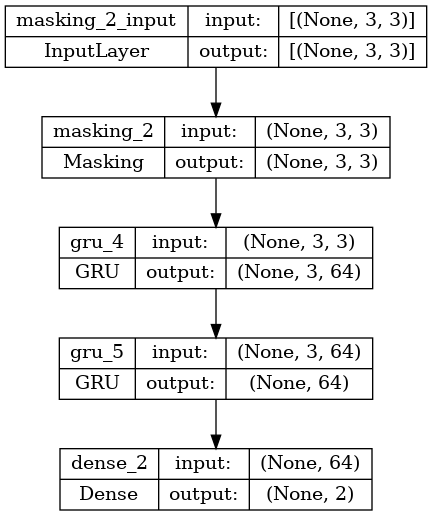 masking_2_input input: [(None, 3, 3)]
InputLayer output: [(None, 3, 3)]
masking_2 input: (None, 3, 3)
Masking output: (None, 3, 3)
gru_4 input: (None, 3, 3)
GRU output: (None, 3, 64)
gru_5 input: (None, 3, 64)
GRU output: (None, 64)
dense_2 input: (None, 64)
Dense output: (None, 2)